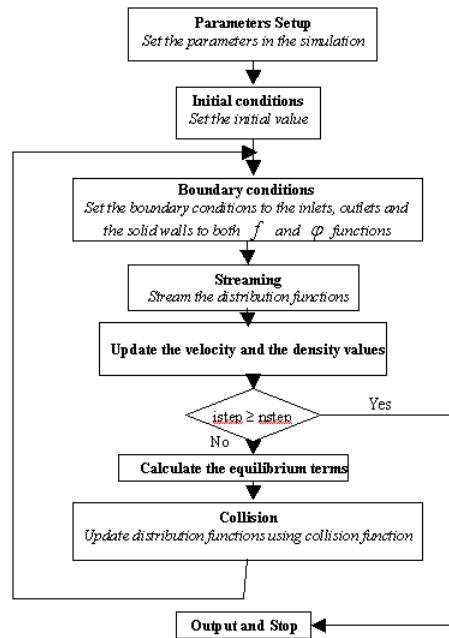 Parameters Setup
Set the parameters in the simulation
Initial conditions
Set the initial value
Boundary conditions
Set the boundary conditions to the inlets, outlets and
the solid walls to both f and φ functions
Streaming
Stream the distribution functions
Update the velocity and the density values
istep ≥ nstep
Yes
No
Calculate the equilibrium terms
Collision
Update distribution functions using collision function
Output and Stop